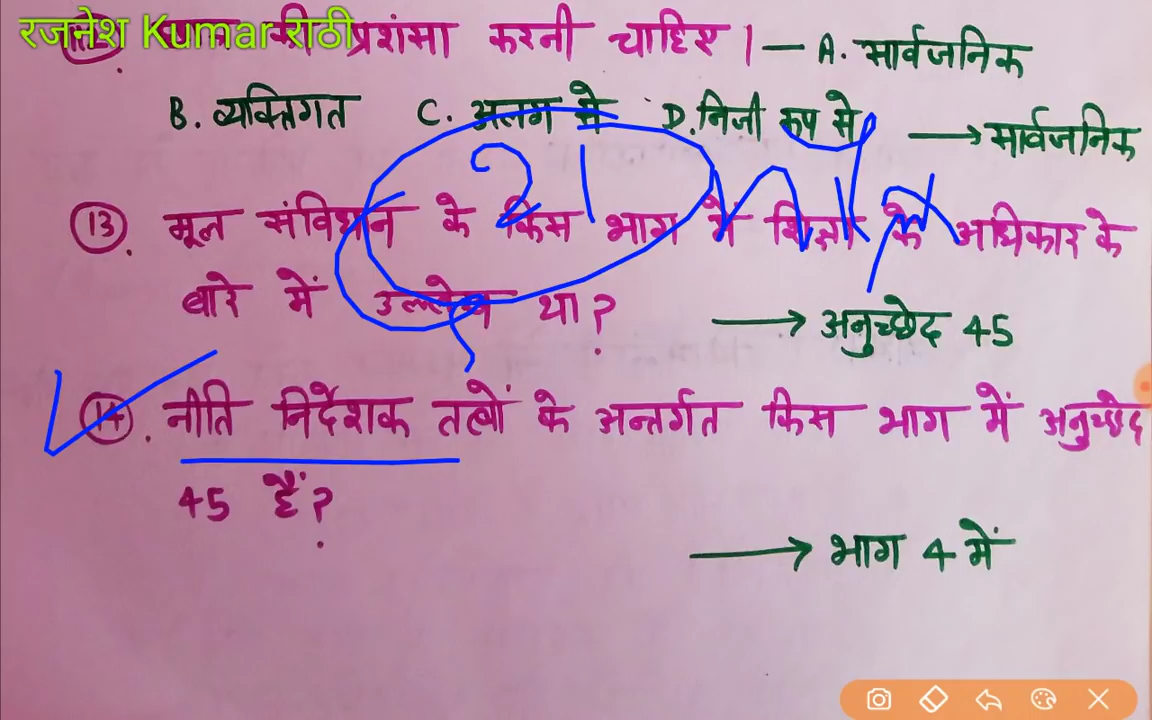 रजनेश Kumar राठी
की प्रशंसा करनी चाहिए । — A. सार्वजनिक
B. व्यक्तिगत C. अलग से D. निजी रूप से → सार्वजनिक
13. मूल संविधान के किस भाग में शिक्षा के अधिकार के
बारे में उल्लेख था ?
→ अनुच्छेद 45
14. नीति निर्देशक तत्वों के अन्तर्गत किस भाग में अनुच्छेद
45 हैं ?
→ भाग 4 में
21